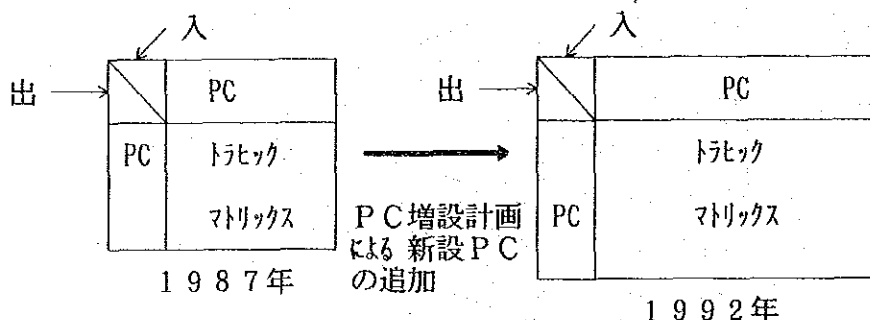 入
出
PC
PC
トラヒック
マトリックス
1987年
PC増設計画
による 新設PC
の追加
入
出
PC
PC
トラヒック
マトリックス
1992年